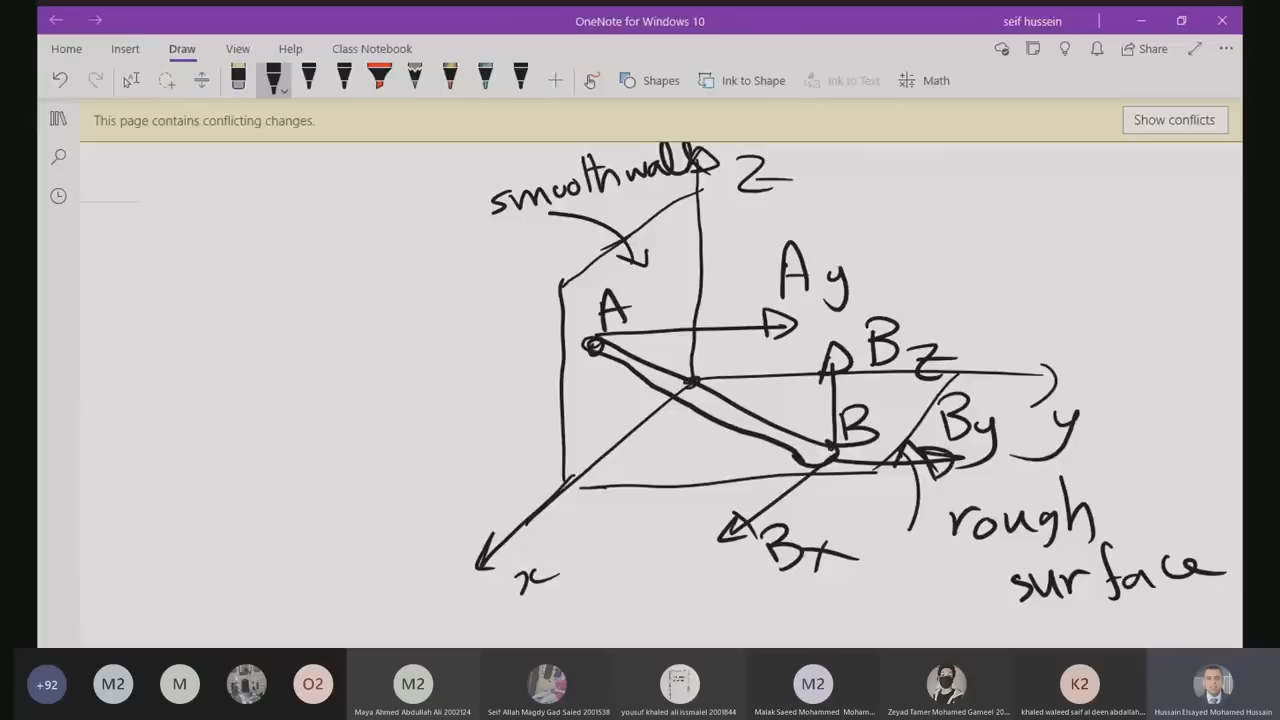 OneNote for Windows 10
seif hussein
Home Insert Draw View Help Class Notebook
Share
Shapes Ink to Shape Ink to Text Math
This page contains conflicting changes.
Show conflicts
smooth wall
Z
A
Ay
Bz
B
By
y
Bx
x
rough
surface
+92
M2
M
O2
M2
M2
K2
Maya Ahmed Abdullah Ali 2002124
Seif Allah Magdy Gad Saied 2001538
yousuf khaled ali issmaiel 2001844
Malak Saeed Mohammed Moham...
Zeyad Tamer Mohamed Gameel 20...
khaled waleed saif al deen abdallah...
Hussain Elsayed Mohamed Hussain